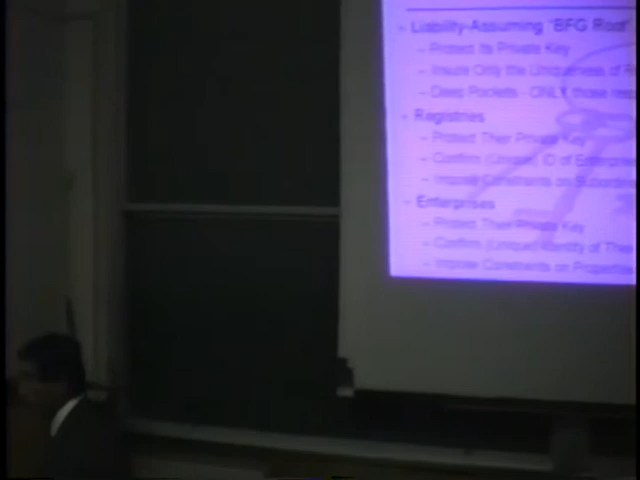 - Liability-Assuming "BFG Root"
– Protect Its Private Key
– Insure Only the Uniqueness of
– Deep Pockets - ONLY those
- Registries
– Protect Their Private Key
– Confirm (Unique) ID of Enterprise
– Impose Constraints on
- Enterprises
– Protect Their Private Key
– Confirm (Unique) Identity of
– Impose Constraints on Properties